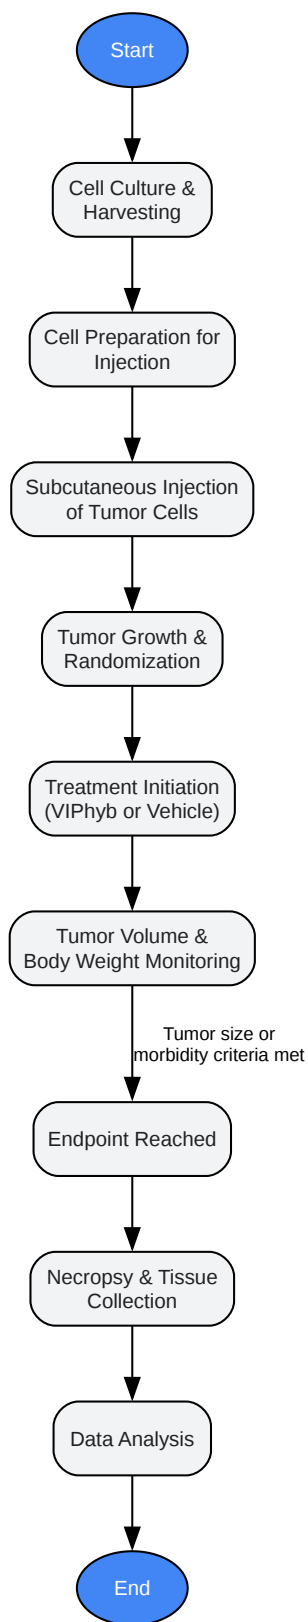 Start
Cell Culture &
Harvesting
Cell Preparation for
Injection
Subcutaneous Injection
of Tumor Cells
Tumor Growth &
Randomization
Treatment Initiation
(VIPhyb or Vehicle)
Tumor Volume &
Body Weight Monitoring
Tumor size or
morbidity criteria met
Endpoint Reached
Necropsy & Tissue
Collection
Data Analysis
End